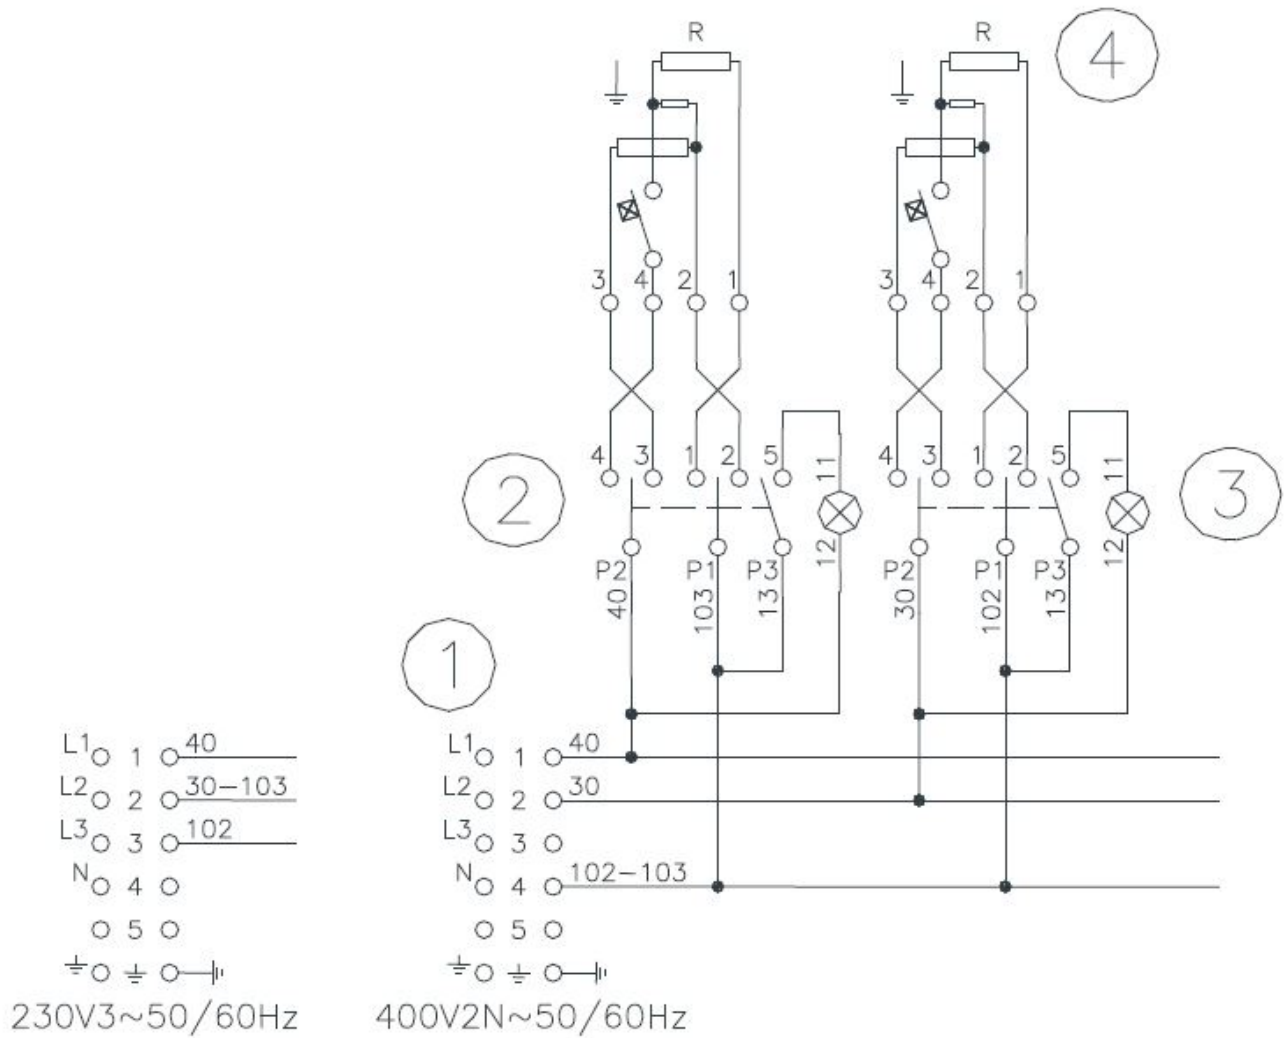 R R 4
3 4 2 1 3 4 2 1
4 3 1 2 5 11 4 3 1 2 5 11
2 3
12 12
P2 P1 P3 P2 P1 P3
40 103 13 30 102 13
1
L1 1 40 L1 1 40
L2 2 30-103 L2 2 30
L3 3 102 L3 3
N 4 N 4 102-103
5 5
230V3~50/60Hz 400V2N~50/60Hz